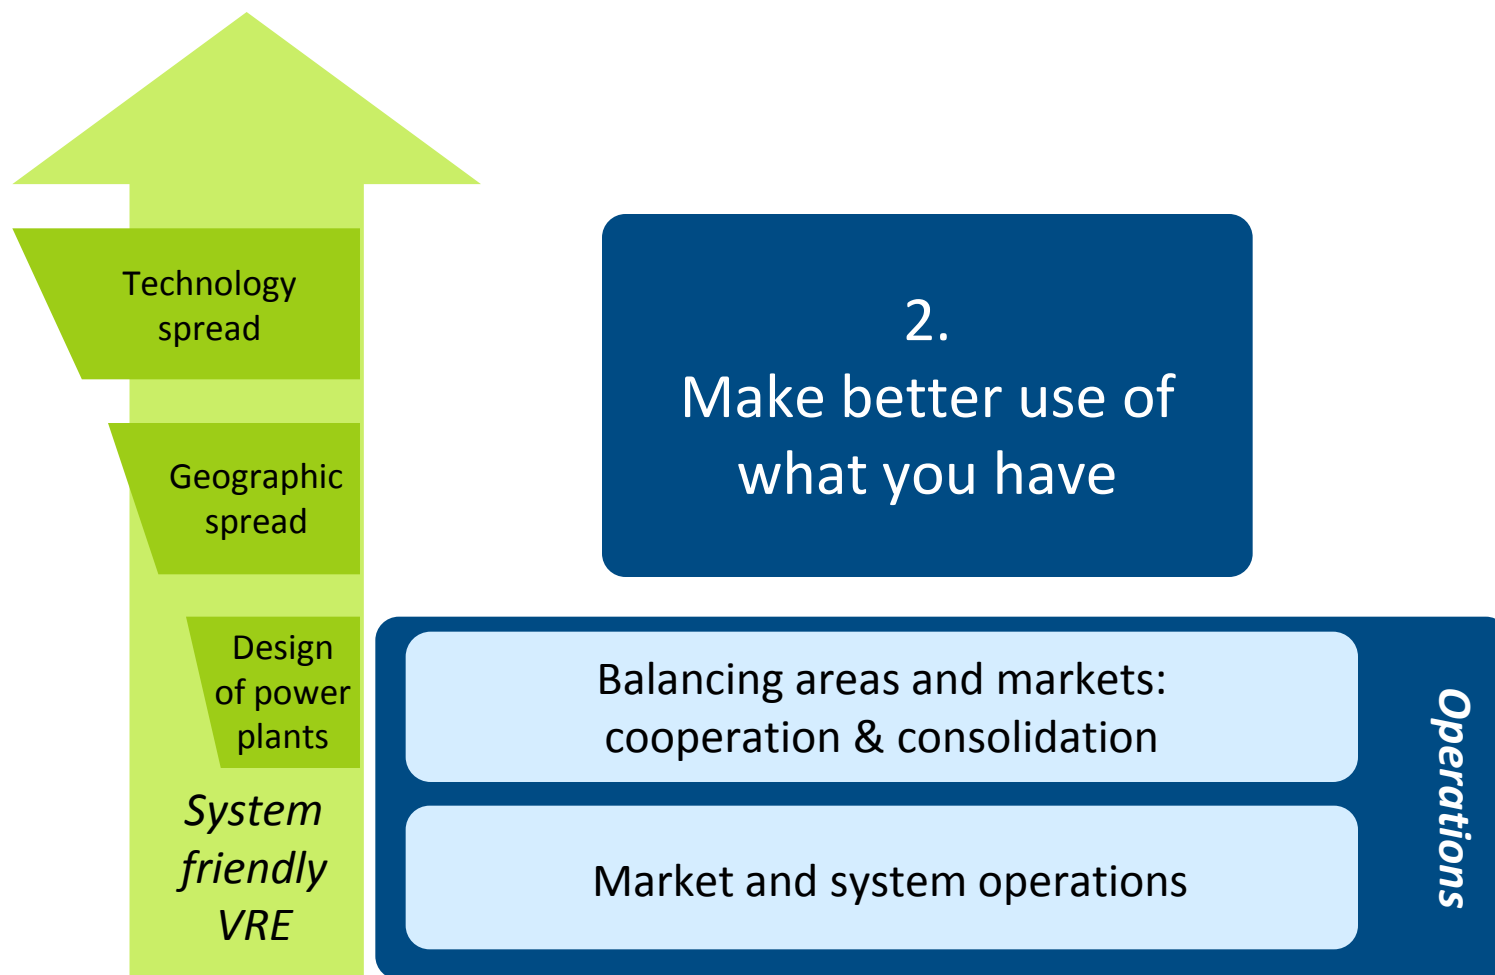 Technology
spread
Geographic
spread
Design
of power
plants
System
friendly
VRE
2.
Make better use of
what you have
Balancing areas and markets:
cooperation & consolidation
Market and system operations
Operations